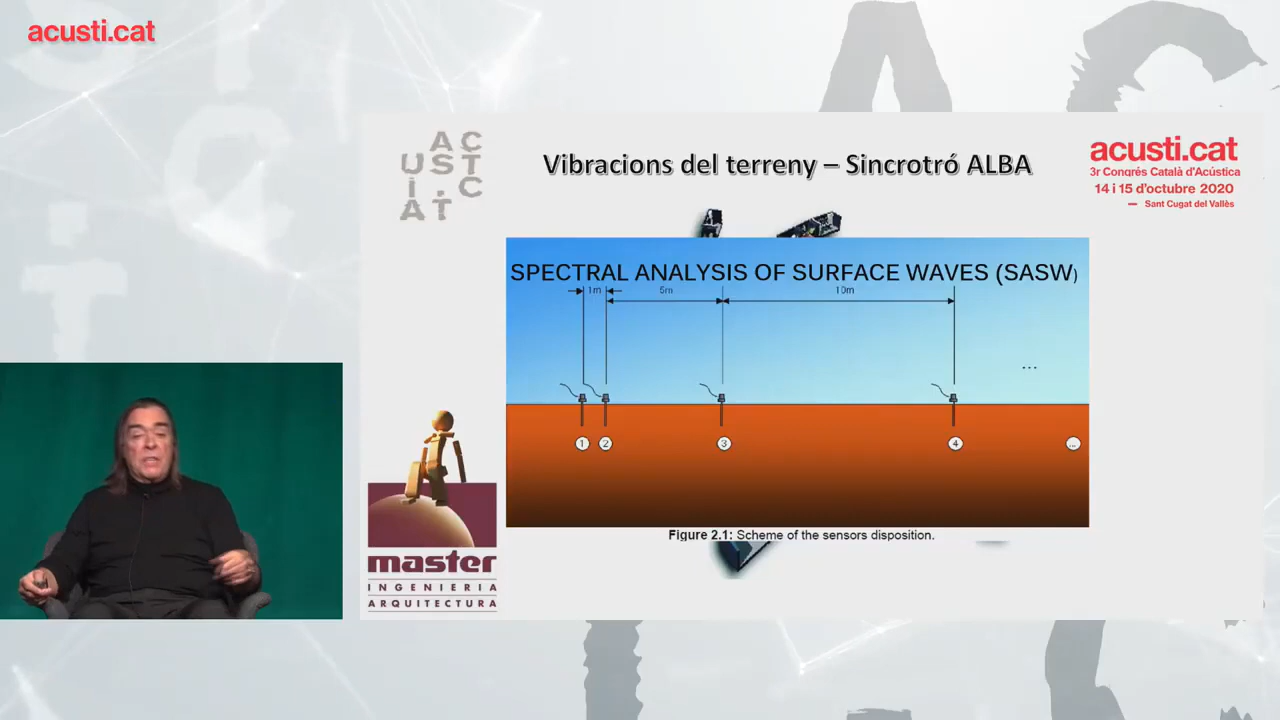 acusti.cat
AC
UST
I.C
AT
Vibracions del terreny – Sincrotró ALBA
acusti.cat
3r Congrés Català d'Acústica
14 i 15 d'octubre 2020
— Sant Cugat del Vallès
SPECTRAL ANALYSIS OF SURFACE WAVES (SASW)
1m
5m
10m
...
1
2
3
4
...
Figure 2.1: Scheme of the sensors disposition.
master
INGENIERIA
ARQUITECTURA